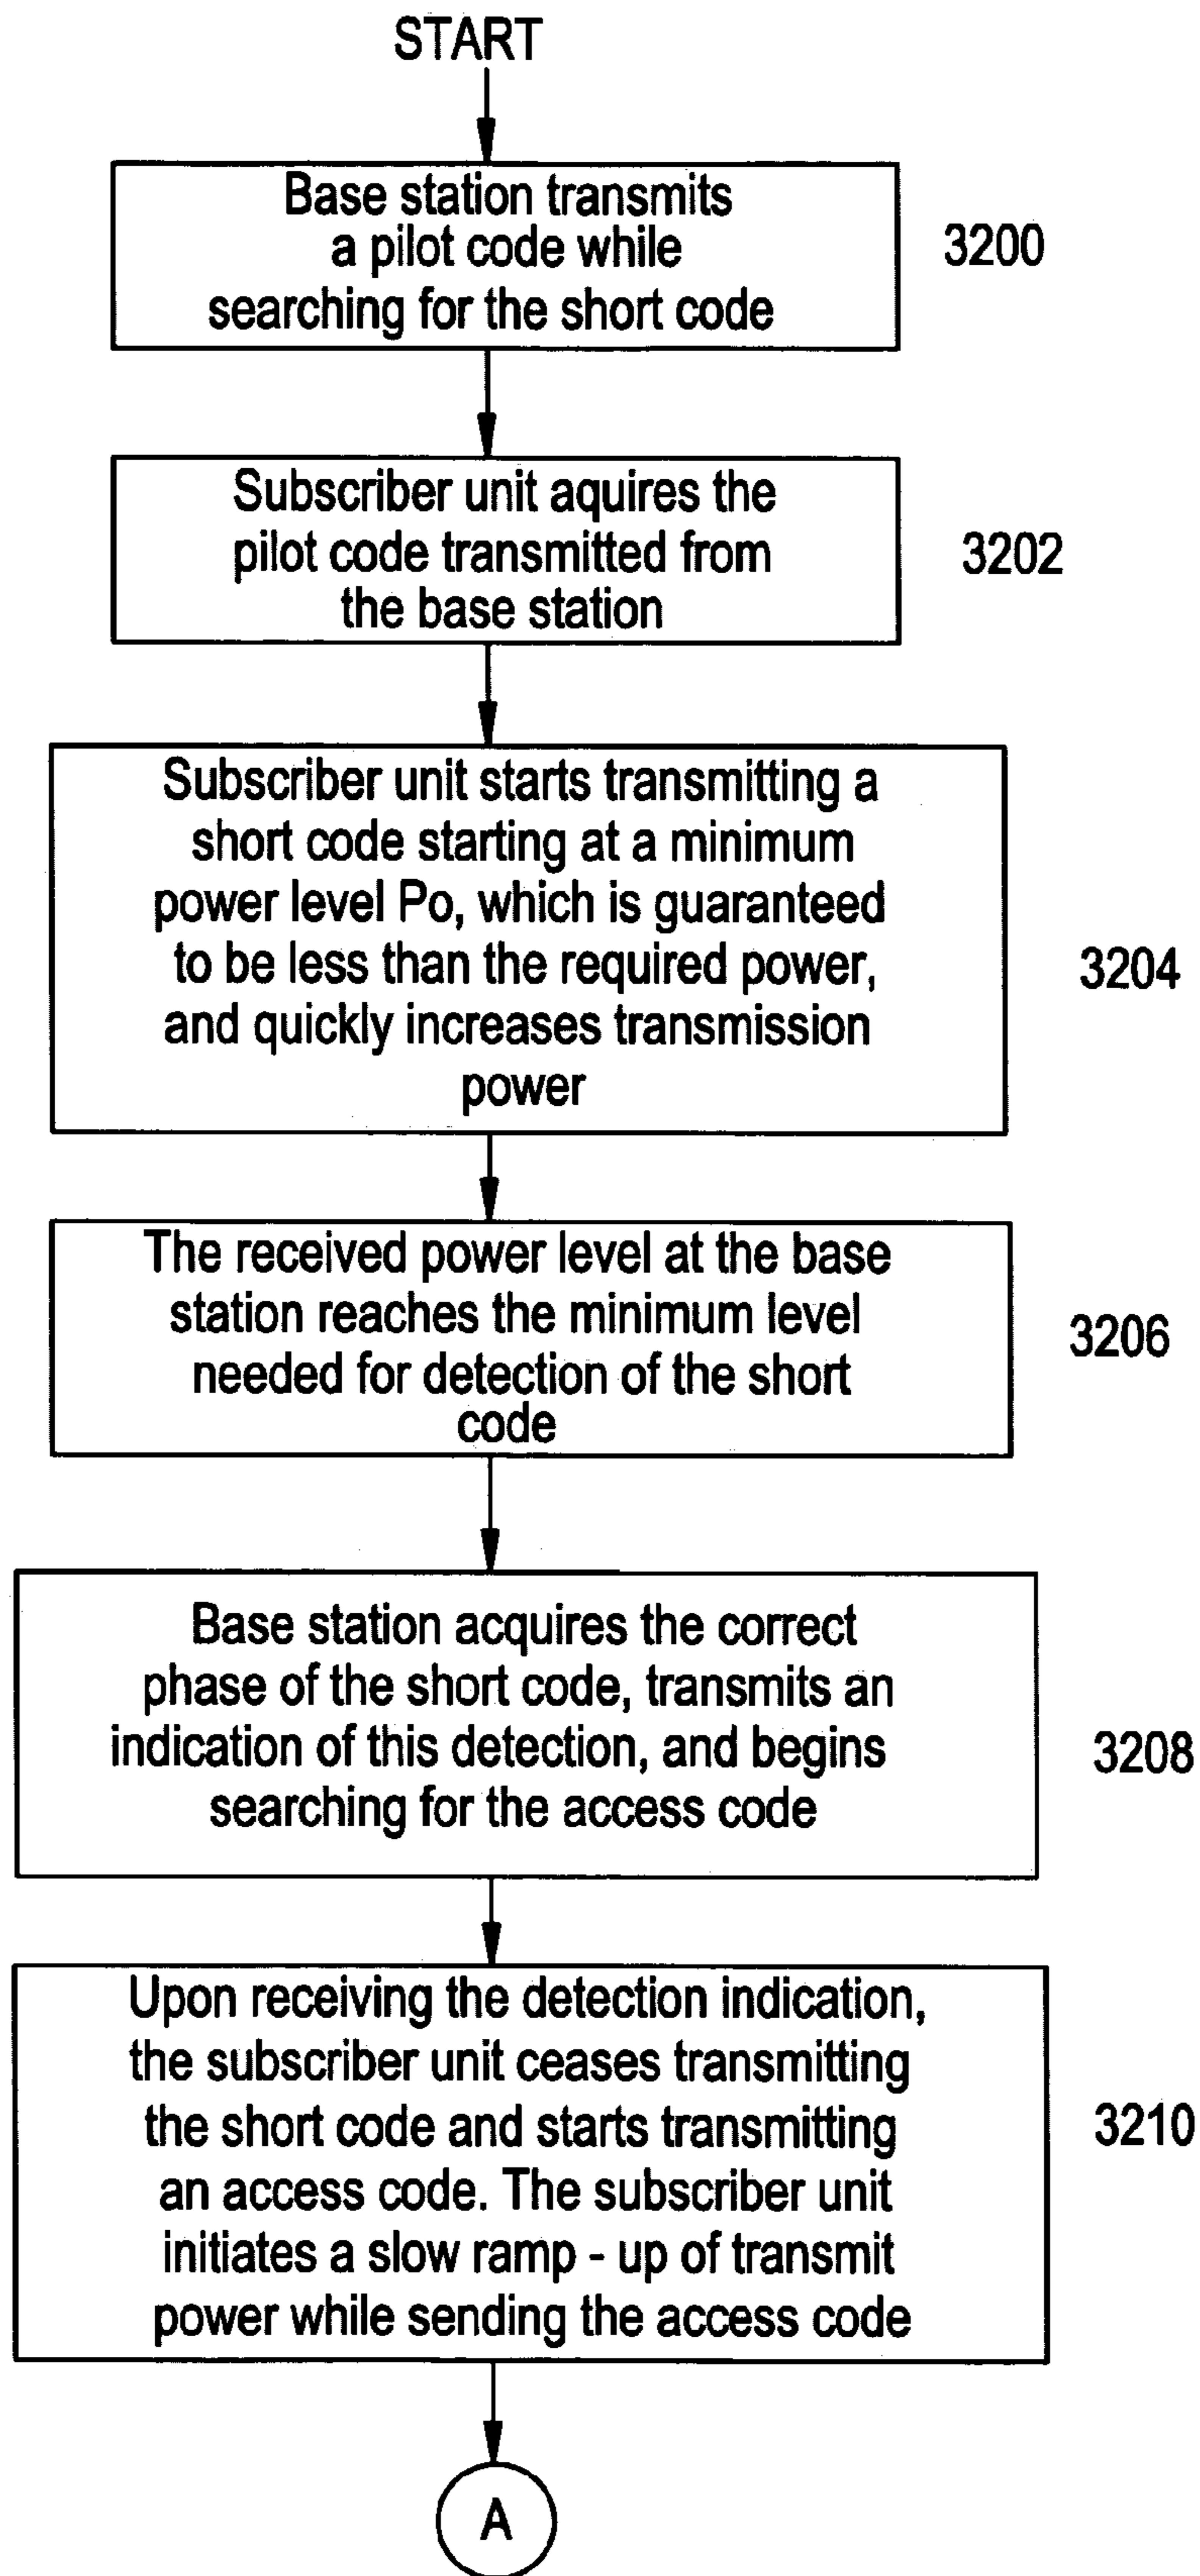 START
Base station transmits
a pilot code while
searching for the short code
3200
Subscriber unit aquires the
pilot code transmitted from
the base station
3202
Subscriber unit starts transmitting a
short code starting at a minimum
power level Po, which is guaranteed
to be less than the required power,
and quickly increases transmission
power
3204
The received power level at the base
station reaches the minimum level
needed for detection of the short
code
3206
Base station acquires the correct
phase of the short code, transmits an
indication of this detection, and begins
searching for the access code
3208
Upon receiving the detection indication,
the subscriber unit ceases transmitting
the short code and starts transmitting
an access code. The subscriber unit
initiates a slow ramp - up of transmit
power while sending the access code
3210
A